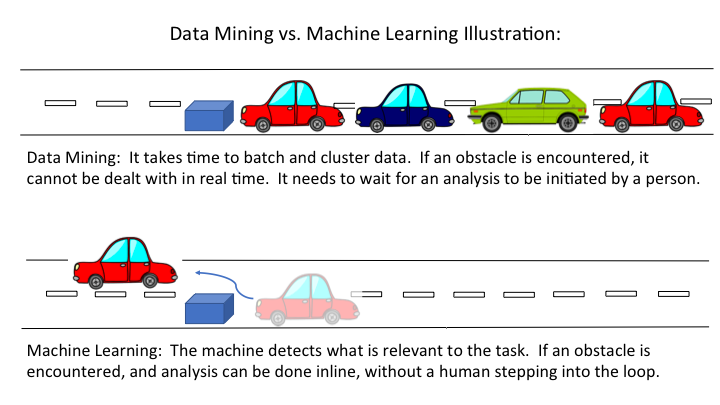 Data Mining vs. Machine Learning Illustration:
Data Mining:  It takes time to batch and cluster data.  If an obstacle is encountered, it
cannot be dealt with in real time.  It needs to wait for an analysis to be initiated by a person.
Machine Learning:  The machine detects what is relevant to the task.  If an obstacle is
encountered, and analysis can be done inline, without a human stepping into the loop.